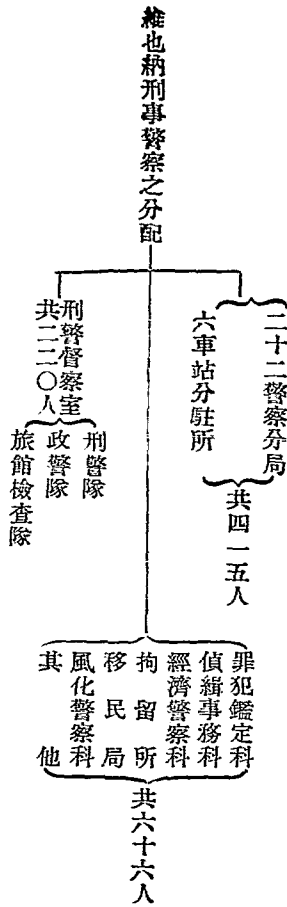 維也納刑事警察之分配
二十二警察分局
六車站分駐所
共四一五人
罪犯鑑定科
偵緝事務科
經濟警察科
拘留所
移民局
風化警察科
其他
共六十六人
刑警督察室
共二二〇人
刑警隊
政警隊
旅館檢查隊